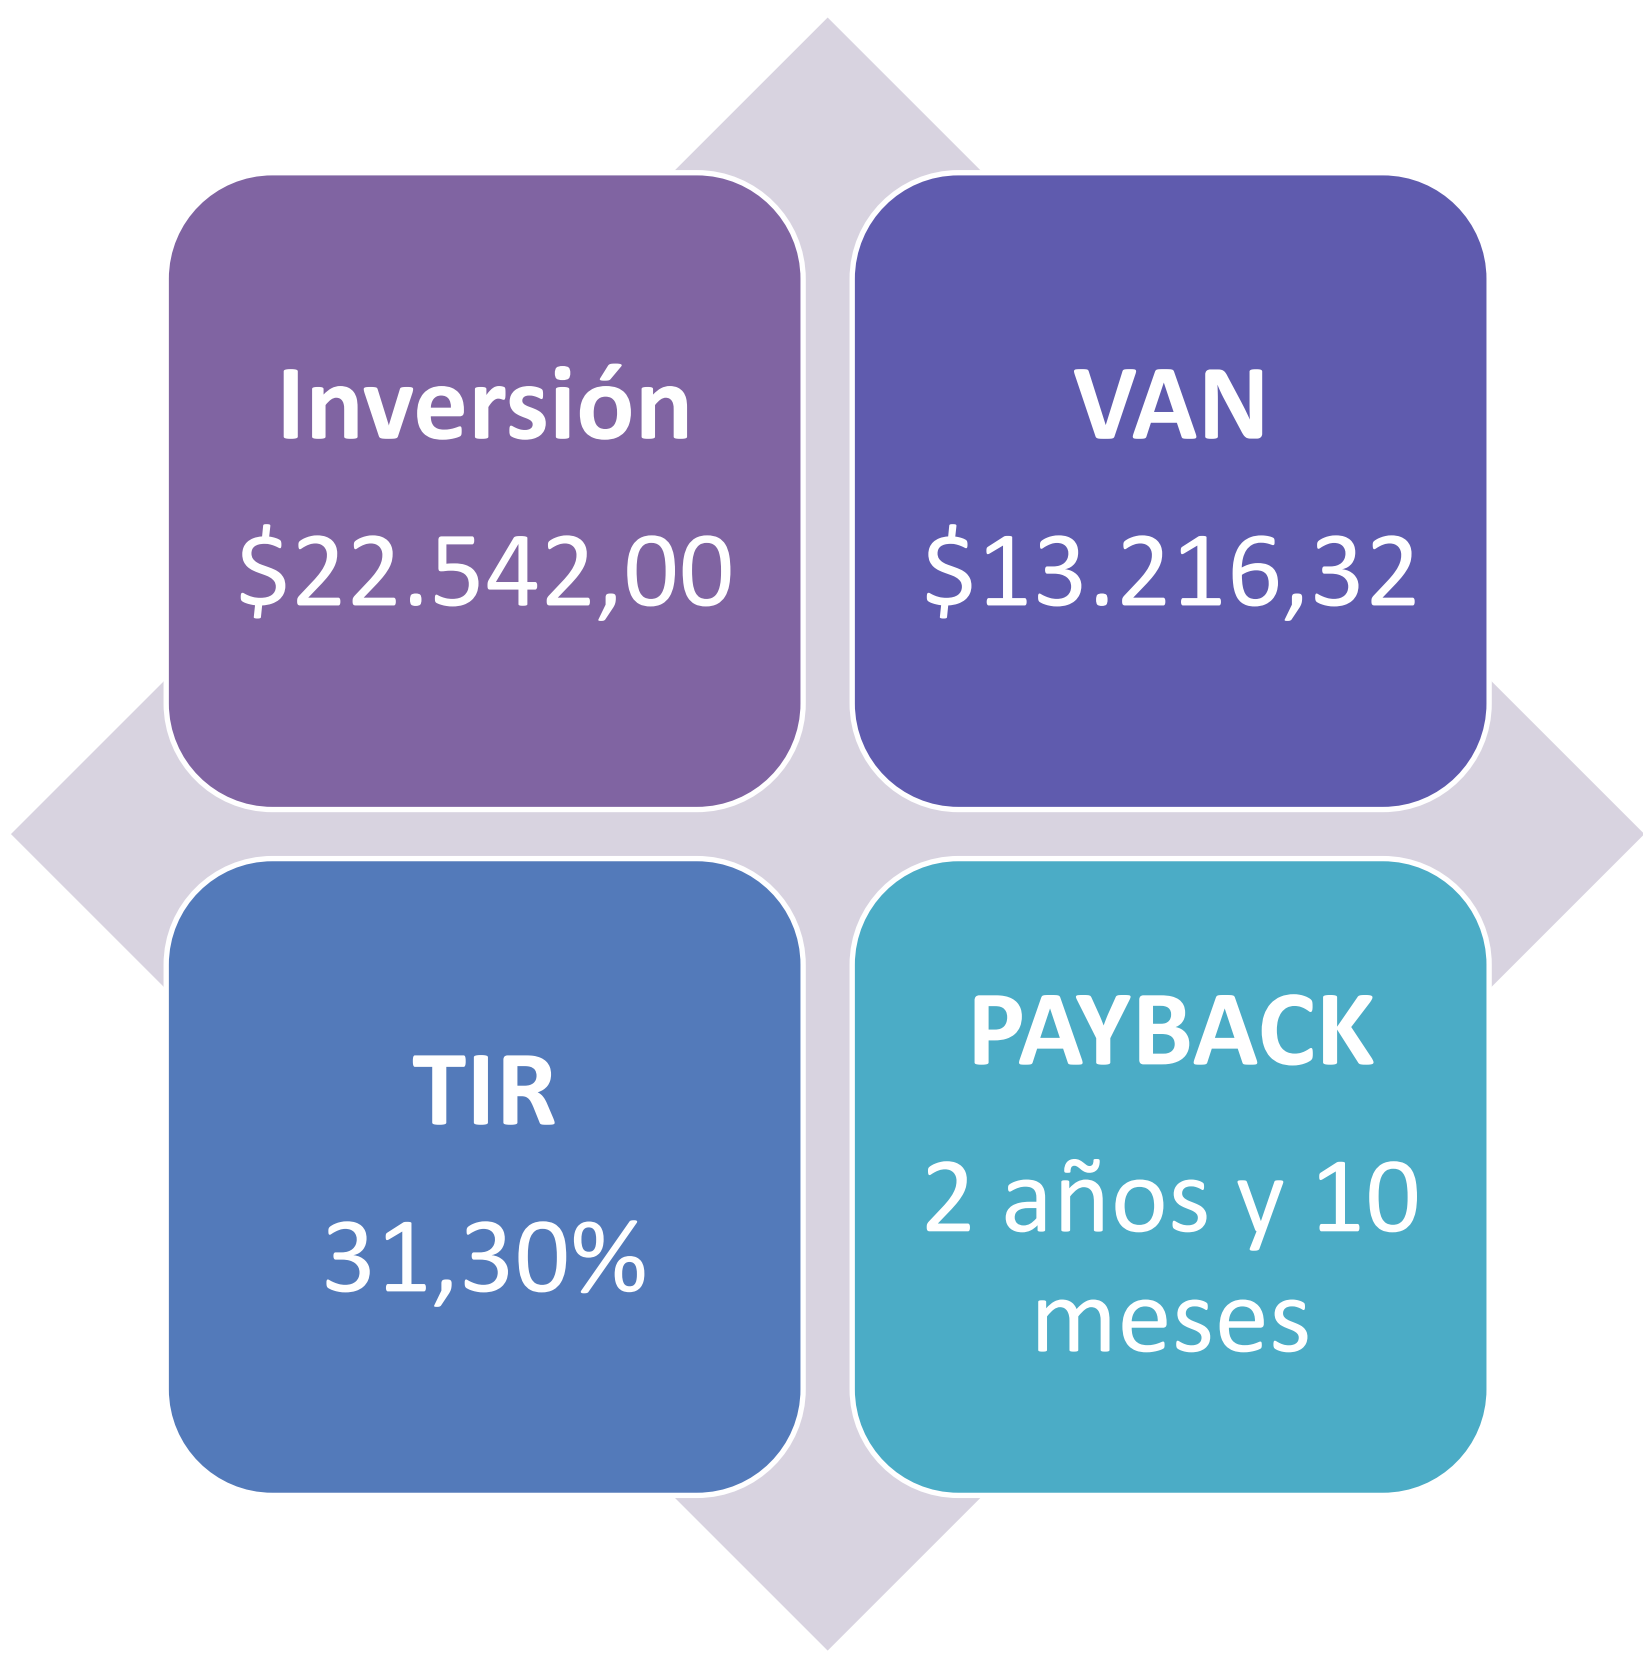 Inversión
$22.542,00
VAN
$13.216,32
TIR
31,30%
PAYBACK
2 años y 10
meses